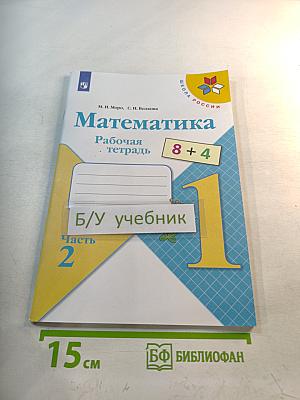 ШКОЛА РОССИИ
М. И. Моро, С. И. Волкова
Математика
Рабочая
тетрадь
8 + 4
Б/У учебник
Часть
2
1
15 см
БФ БИБЛИОФАН